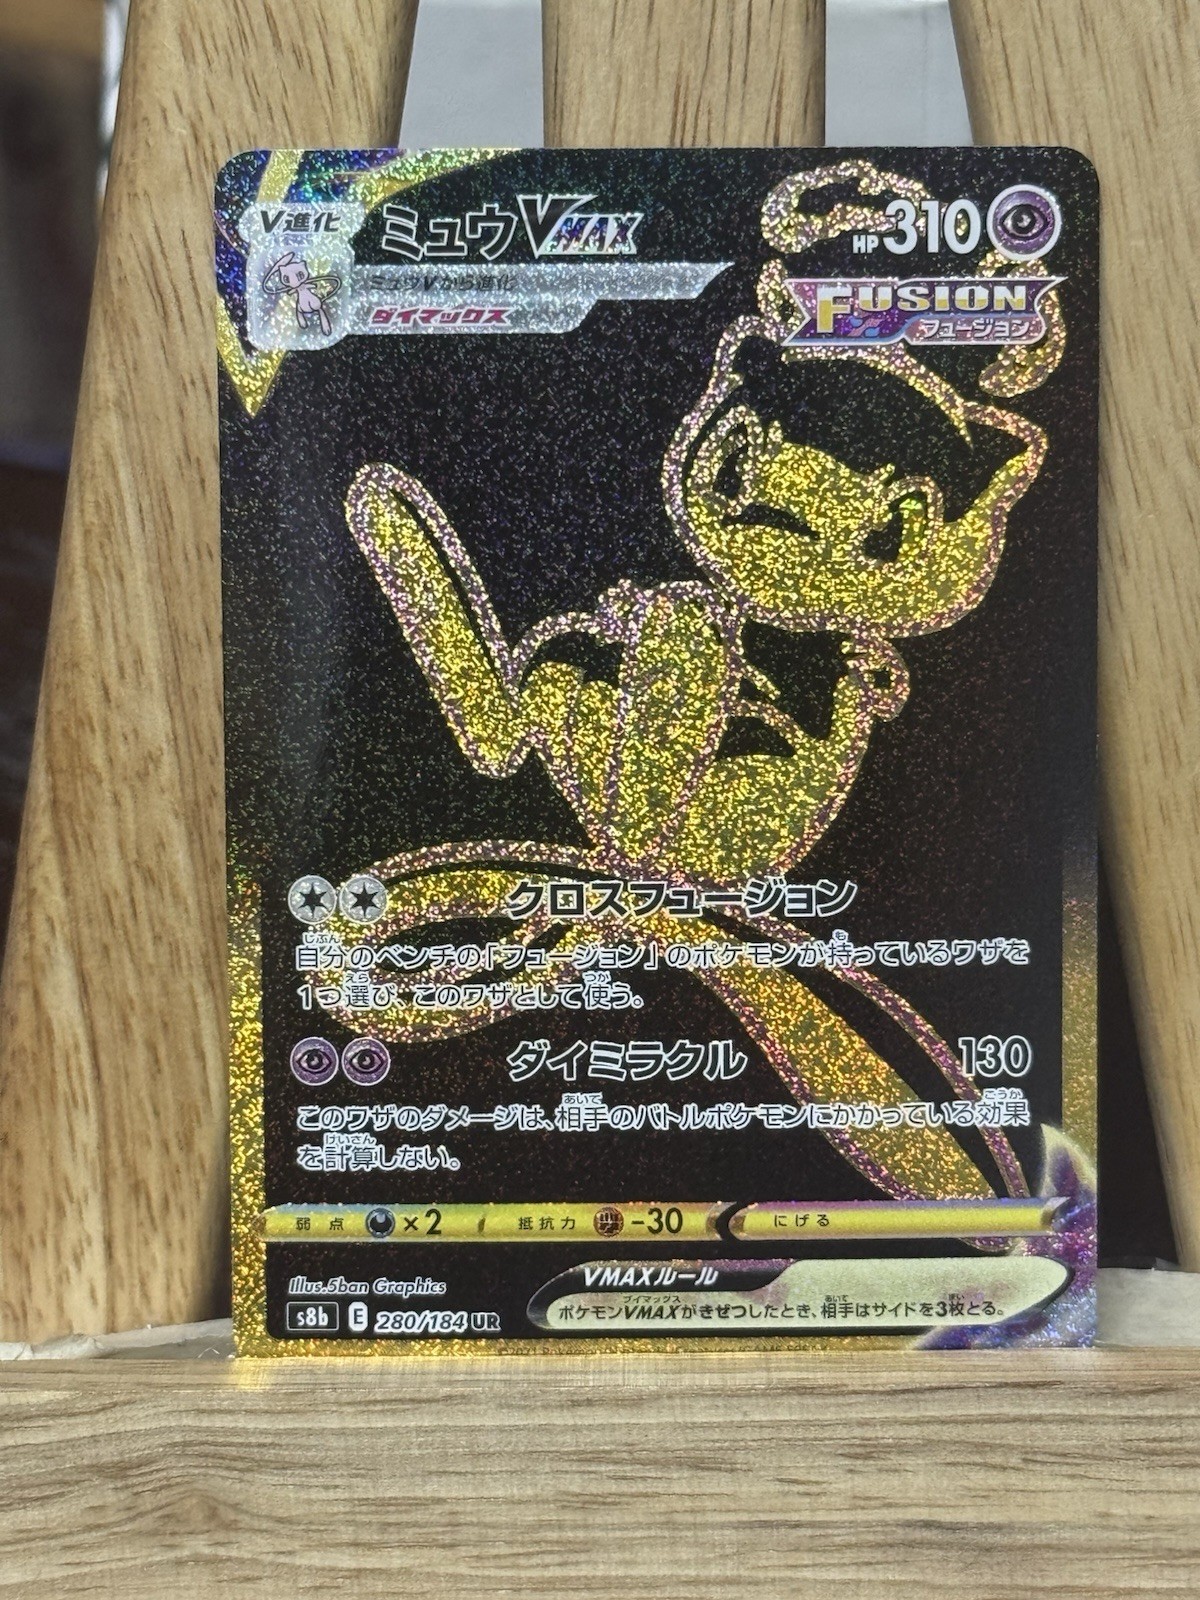 V進化
ミュウVMAX
HP310
ミュウVから進化
ダイマックス
FUSION
フュージョン
クロスフュージョン
自分のベンチの「フュージョン」のポケモンが持っているワザを
1つ選び、このワザとして使う。
ダイミラクル 130
このワザのダメージは、相手のバトルポケモンにかかっている効果
を計算しない。
弱点 ×2 抵抗力 -30 にげる
Illus.5ban Graphics
s8b E 280/184 UR
VMAXルール
ポケモンVMAXがきぜつしたとき、相手はサイドを3枚とる。